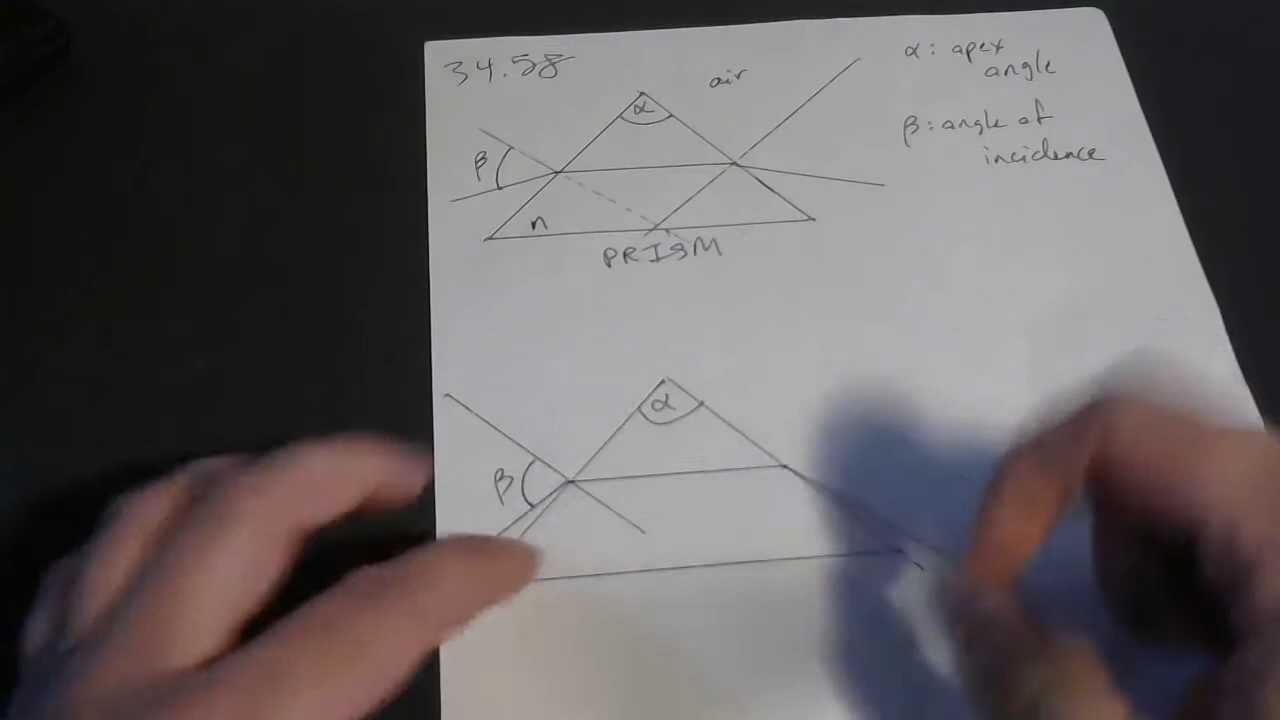 34.58
air
α: apex
angle
α
β: angle of
incidence
β
n
PRISM
α
β